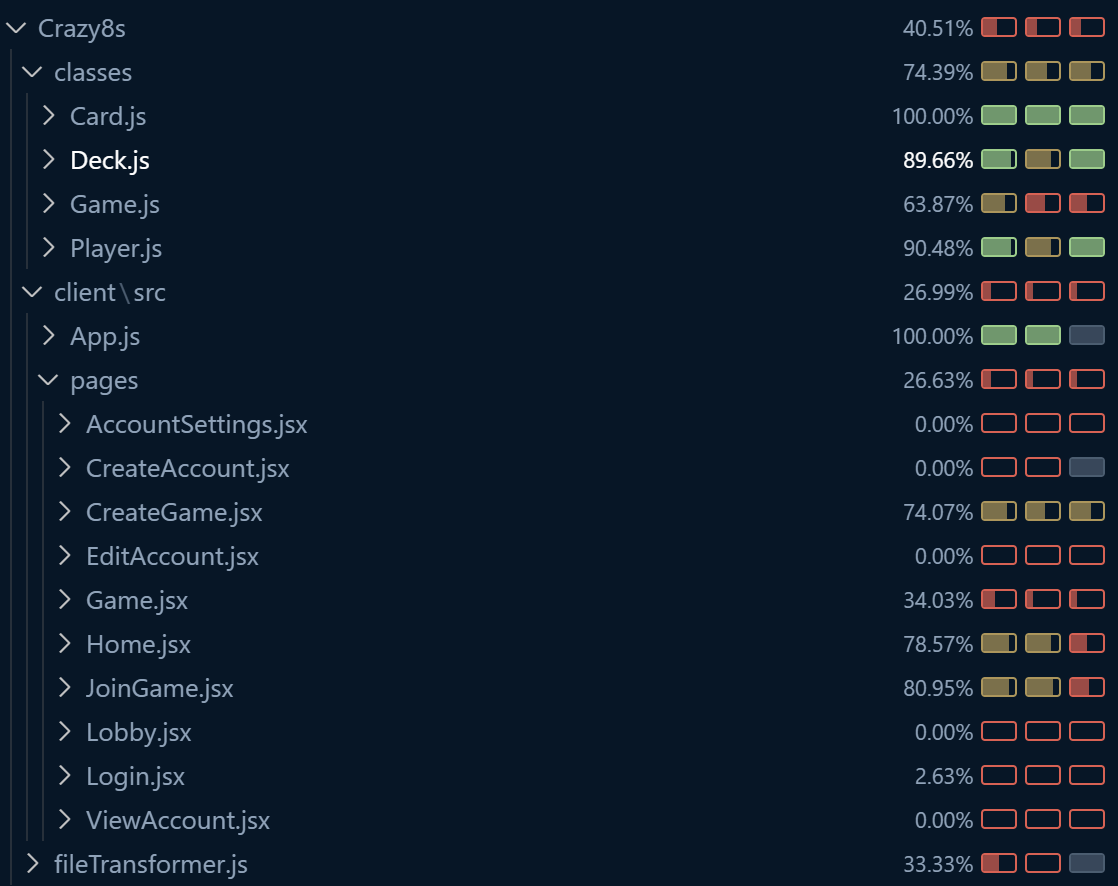 Crazy8s 40.51%
classes 74.39%
Card.js 100.00%
Deck.js 89.66%
Game.js 63.87%
Player.js 90.48%
client\src 26.99%
App.js 100.00%
pages 26.63%
AccountSettings.jsx 0.00%
CreateAccount.jsx 0.00%
CreateGame.jsx 74.07%
EditAccount.jsx 0.00%
Game.jsx 34.03%
Home.jsx 78.57%
JoinGame.jsx 80.95%
Lobby.jsx 0.00%
Login.jsx 2.63%
ViewAccount.jsx 0.00%
fileTransformer.js 33.33%